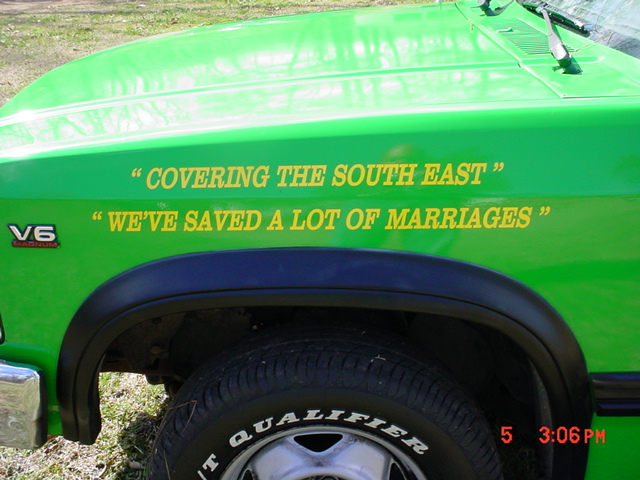 “ COVERING THE SOUTH EAST ”
“ WE'VE SAVED A LOT OF MARRIAGES ”
V6
MAGNUM
/T QUALIFIER
5 3:06PM